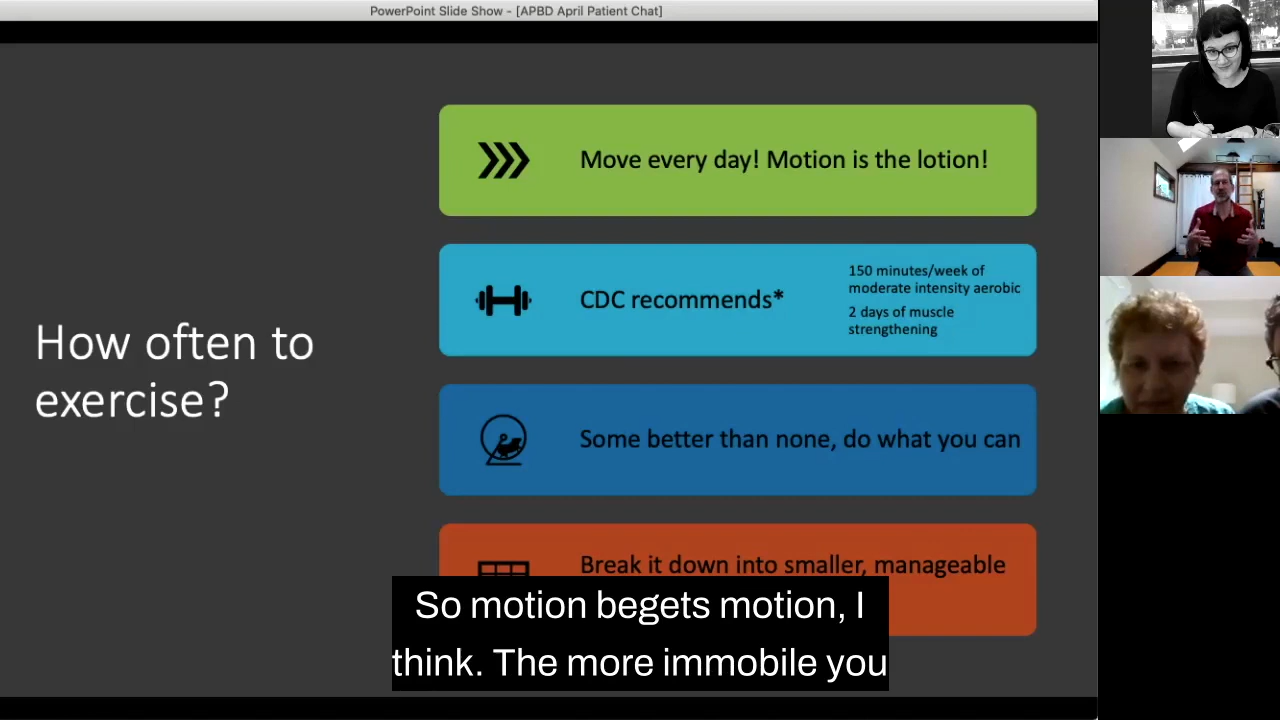 PowerPoint Slide Show - [APBD April Patient Chat]
How often to
exercise?
Move every day! Motion is the lotion!
CDC recommends*
150 minutes/week of
moderate intensity aerobic
2 days of muscle
strengthening
Some better than none, do what you can
Break it down into smaller, manageable
So motion begets motion, I
think. The more immobile you